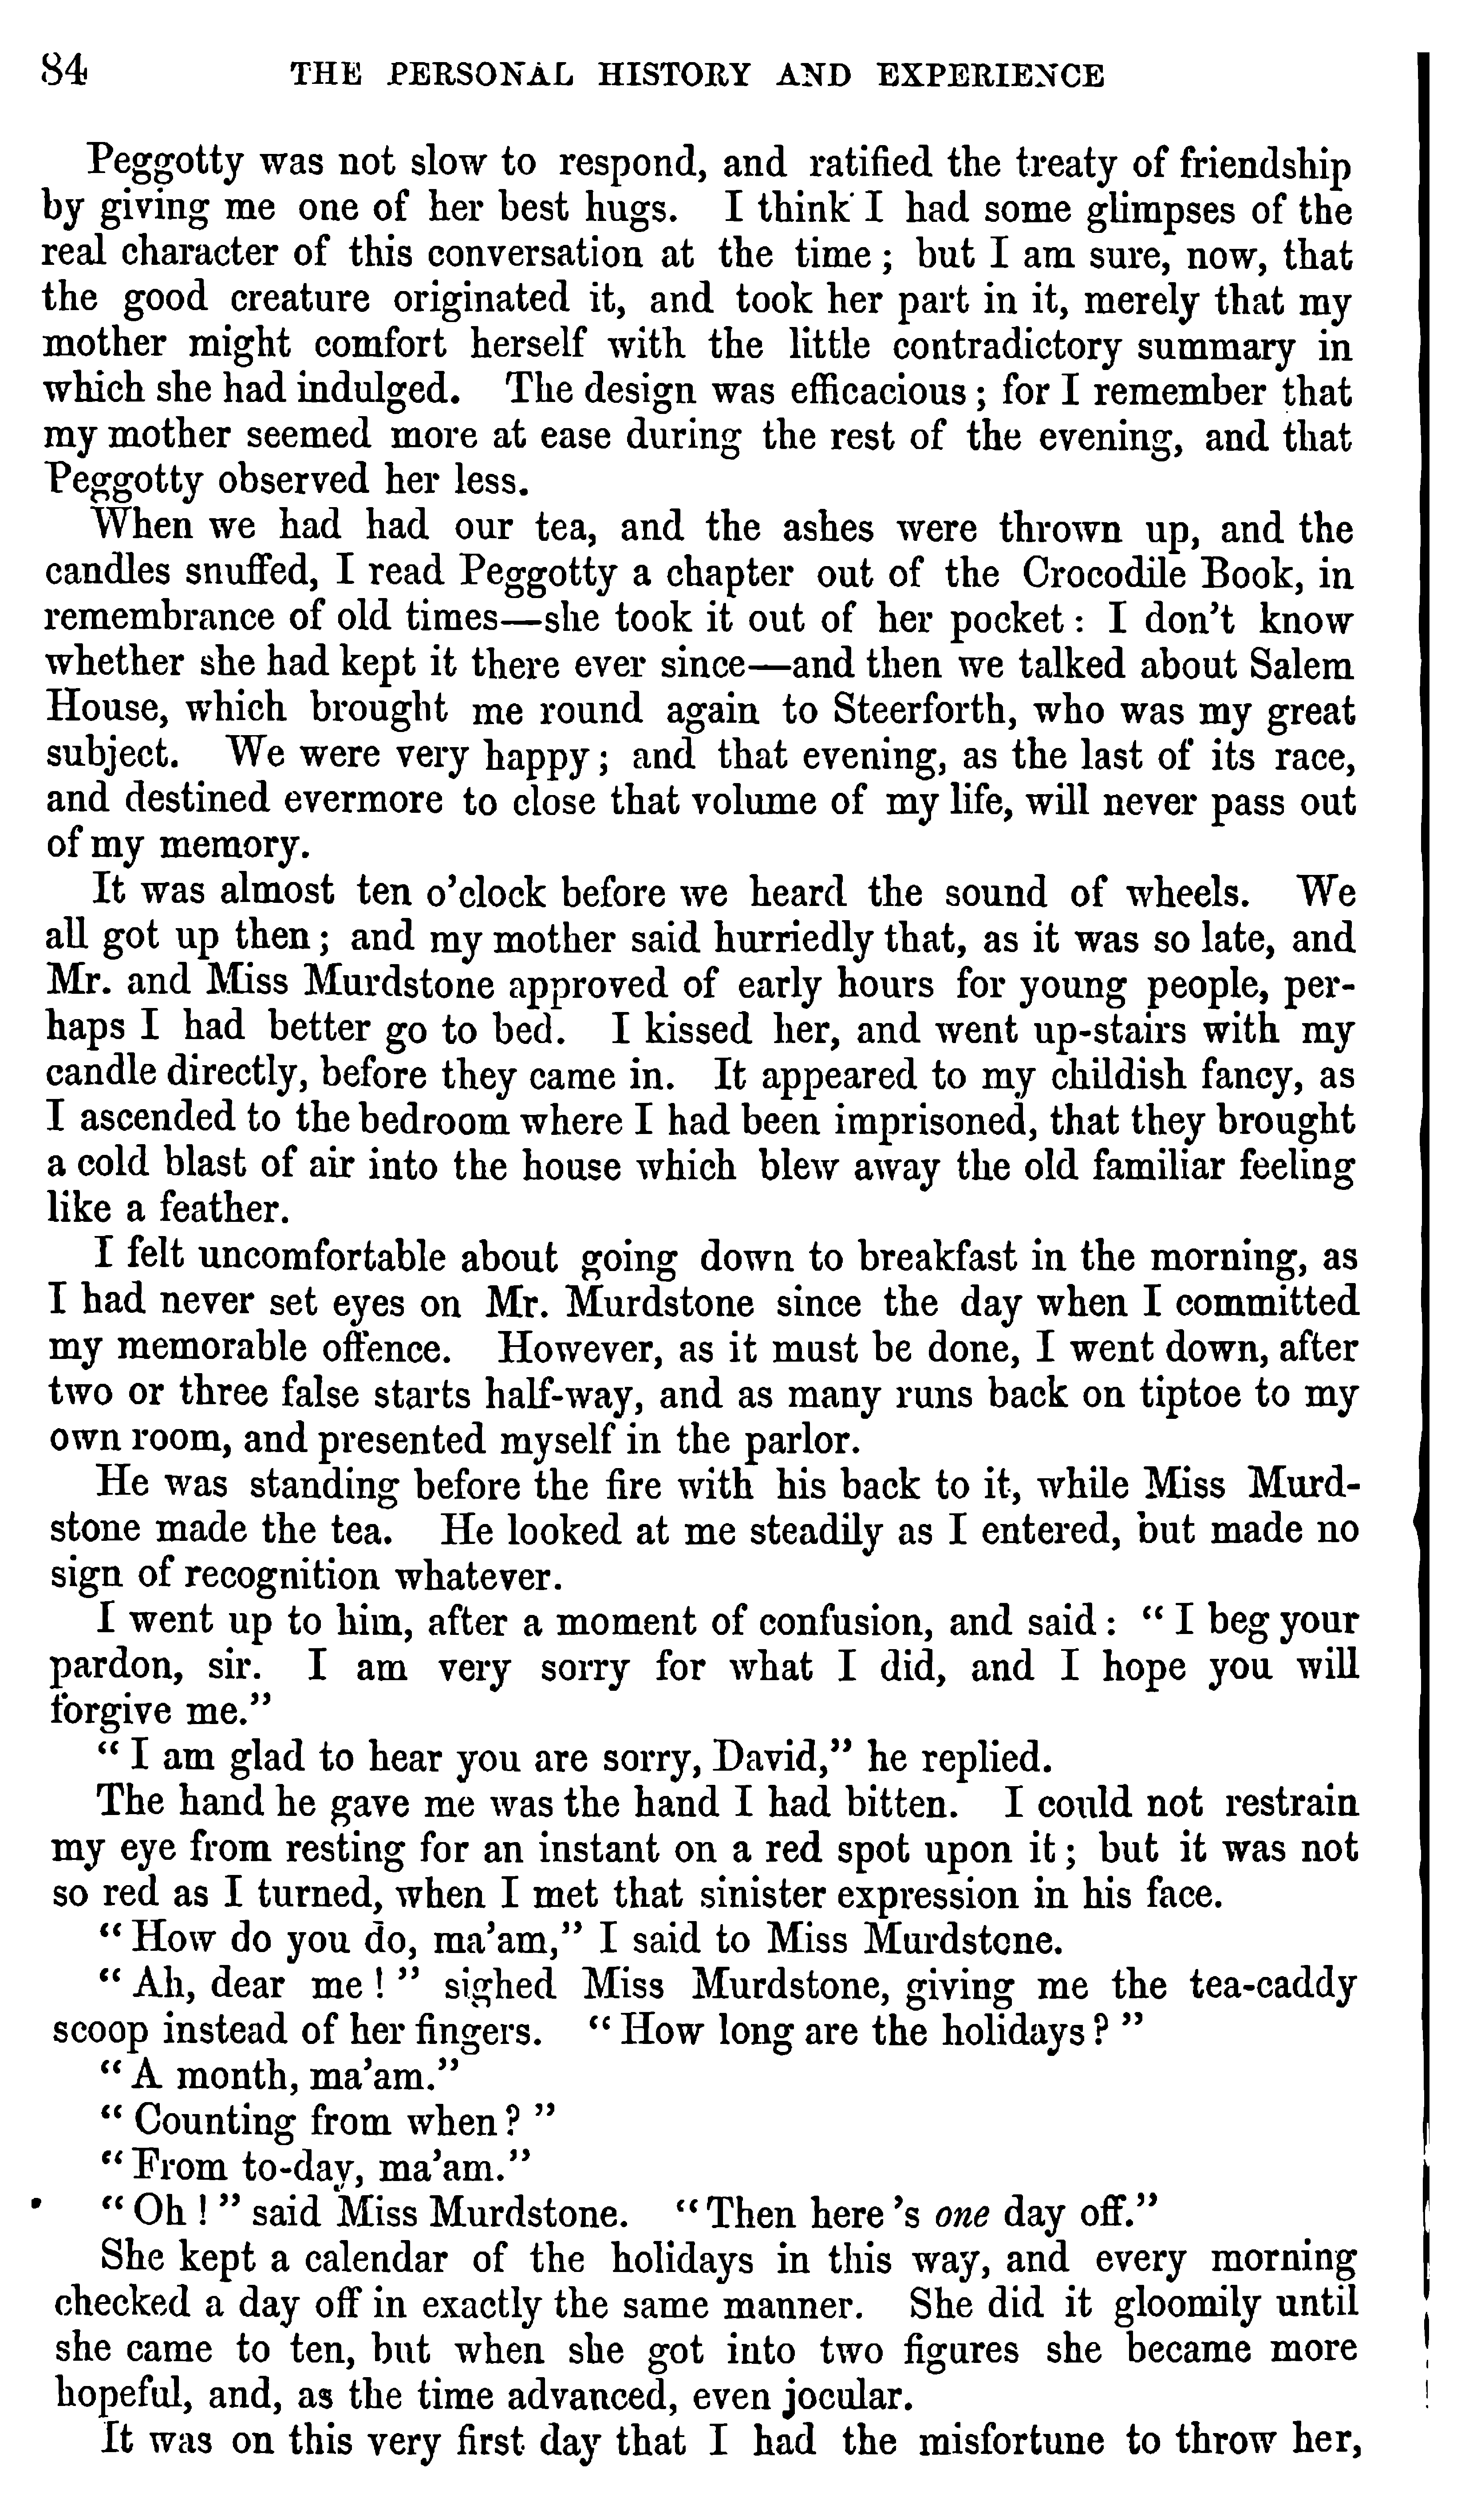 84 THE PERSONAL HISTORY AND EXPERIENCE
Peggotty was not slow to respond, and ratified the treaty of friendship
by giving me one of her best hugs. I think I had some glimpses of the
real character of this conversation at the time; but I am sure, now, that
the good creature originated it, and took her part in it, merely that my
mother might comfort herself with the little contradictory summary in
which she had indulged. The design was efficacious; for I remember that
my mother seemed more at ease during the rest of the evening, and that
Peggotty observed her less.
When we had had our tea, and the ashes were thrown up, and the
candles snuffed, I read Peggotty a chapter out of the Crocodile Book, in
remembrance of old times—she took it out of her pocket: I don't know
whether she had kept it there ever since—and then we talked about Salem
House, which brought me round again to Steerforth, who was my great
subject. We were very happy; and that evening, as the last of its race,
and destined evermore to close that volume of my life, will never pass out
of my memory.
It was almost ten o'clock before we heard the sound of wheels. We
all got up then; and my mother said hurriedly that, as it was so late, and
Mr. and Miss Murdstone approved of early hours for young people, per-
haps I had better go to bed. I kissed her, and went up-stairs with my
candle directly, before they came in. It appeared to my childish fancy, as
I ascended to the bedroom where I had been imprisoned, that they brought
a cold blast of air into the house which blew away the old familiar feeling
like a feather.
I felt uncomfortable about going down to breakfast in the morning, as
I had never set eyes on Mr. Murdstone since the day when I committed
my memorable offence. However, as it must be done, I went down, after
two or three false starts half-way, and as many runs back on tiptoe to my
own room, and presented myself in the parlor.
He was standing before the fire with his back to it, while Miss Murd-
stone made the tea. He looked at me steadily as I entered, but made no
sign of recognition whatever.
I went up to him, after a moment of confusion, and said: "I beg your
pardon, sir. I am very sorry for what I did, and I hope you will
forgive me."
"I am glad to hear you are sorry, David," he replied.
The hand he gave me was the hand I had bitten. I could not restrain
my eye from resting for an instant on a red spot upon it; but it was not
so red as I turned, when I met that sinister expression in his face.
"How do you do, ma'am," I said to Miss Murdstone.
"Ah, dear me!" sighed Miss Murdstone, giving me the tea-caddy
scoop instead of her fingers. "How long are the holidays?"
"A month, ma'am."
"Counting from when?"
"From to-day, ma'am."
"Oh!" said Miss Murdstone. "Then here 's one day off."
She kept a calendar of the holidays in this way, and every morning
checked a day off in exactly the same manner. She did it gloomily until
she came to ten, but when she got into two figures she became more
hopeful, and, as the time advanced, even jocular.
It was on this very first day that I had the misfortune to throw her,